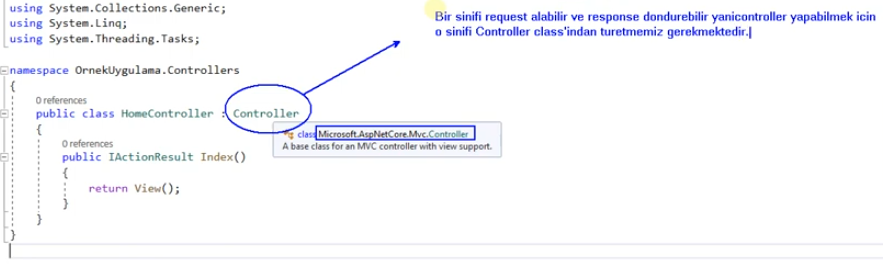 using System.Collections.Generic;
using System.Linq;
using System.Threading.Tasks;
Bir sinifi request alabilir ve response dondurebilir yanicontroller yapabilmek icin
o sinifi Controller class'indan turetmemiz gerekmektedir.
namespace OrnekUygulama.Controllers
{
0 references
public class HomeController : Controller
{
class Microsoft.AspNetCore.Mvc.Controller
A base class for an MVC controller with view support.
0 references
public IActionResult Index()
{
return View();
}
}
}